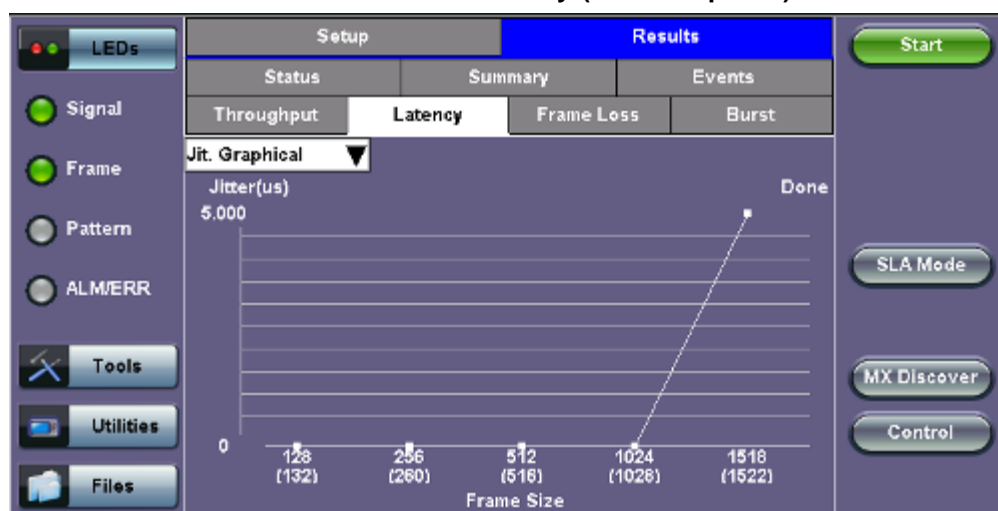 LEDs
Signal
Frame
Pattern
ALM/ERR
Tools
Utilities
Files
Setup Results
Status Summary Events
Throughput Latency Frame Loss Burst
Jit. Graphical
Jitter(us) Done
5.000
0
128 256 512 1024 1518
(132) (260) (516) (1028) (1522)
Frame Size
Start
SLA Mode
MX Discover
Control